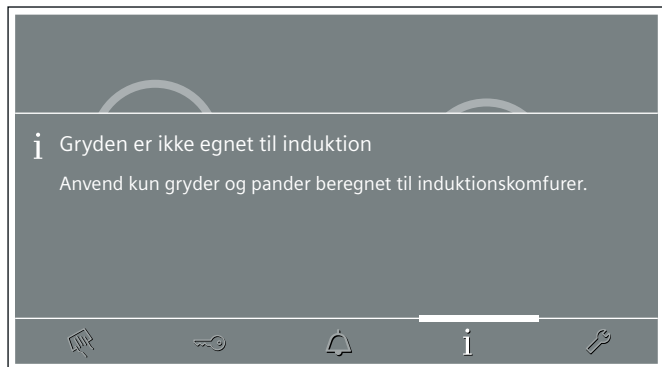 i Gryden er ikke egnet til induktion
Anvend kun gryder og pander beregnet til induktionskomfurer.
i